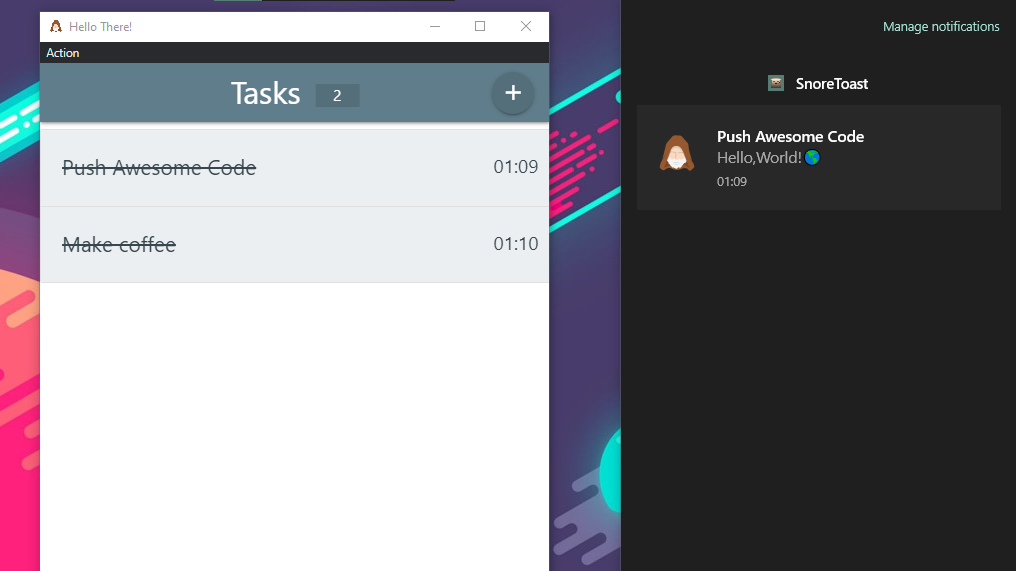 Hello There!
Action
Tasks 2
+
Push Awesome Code 01:09
Make coffee 01:10
Manage notifications
SnoreToast
Push Awesome Code
Hello,World!🌎
01:09